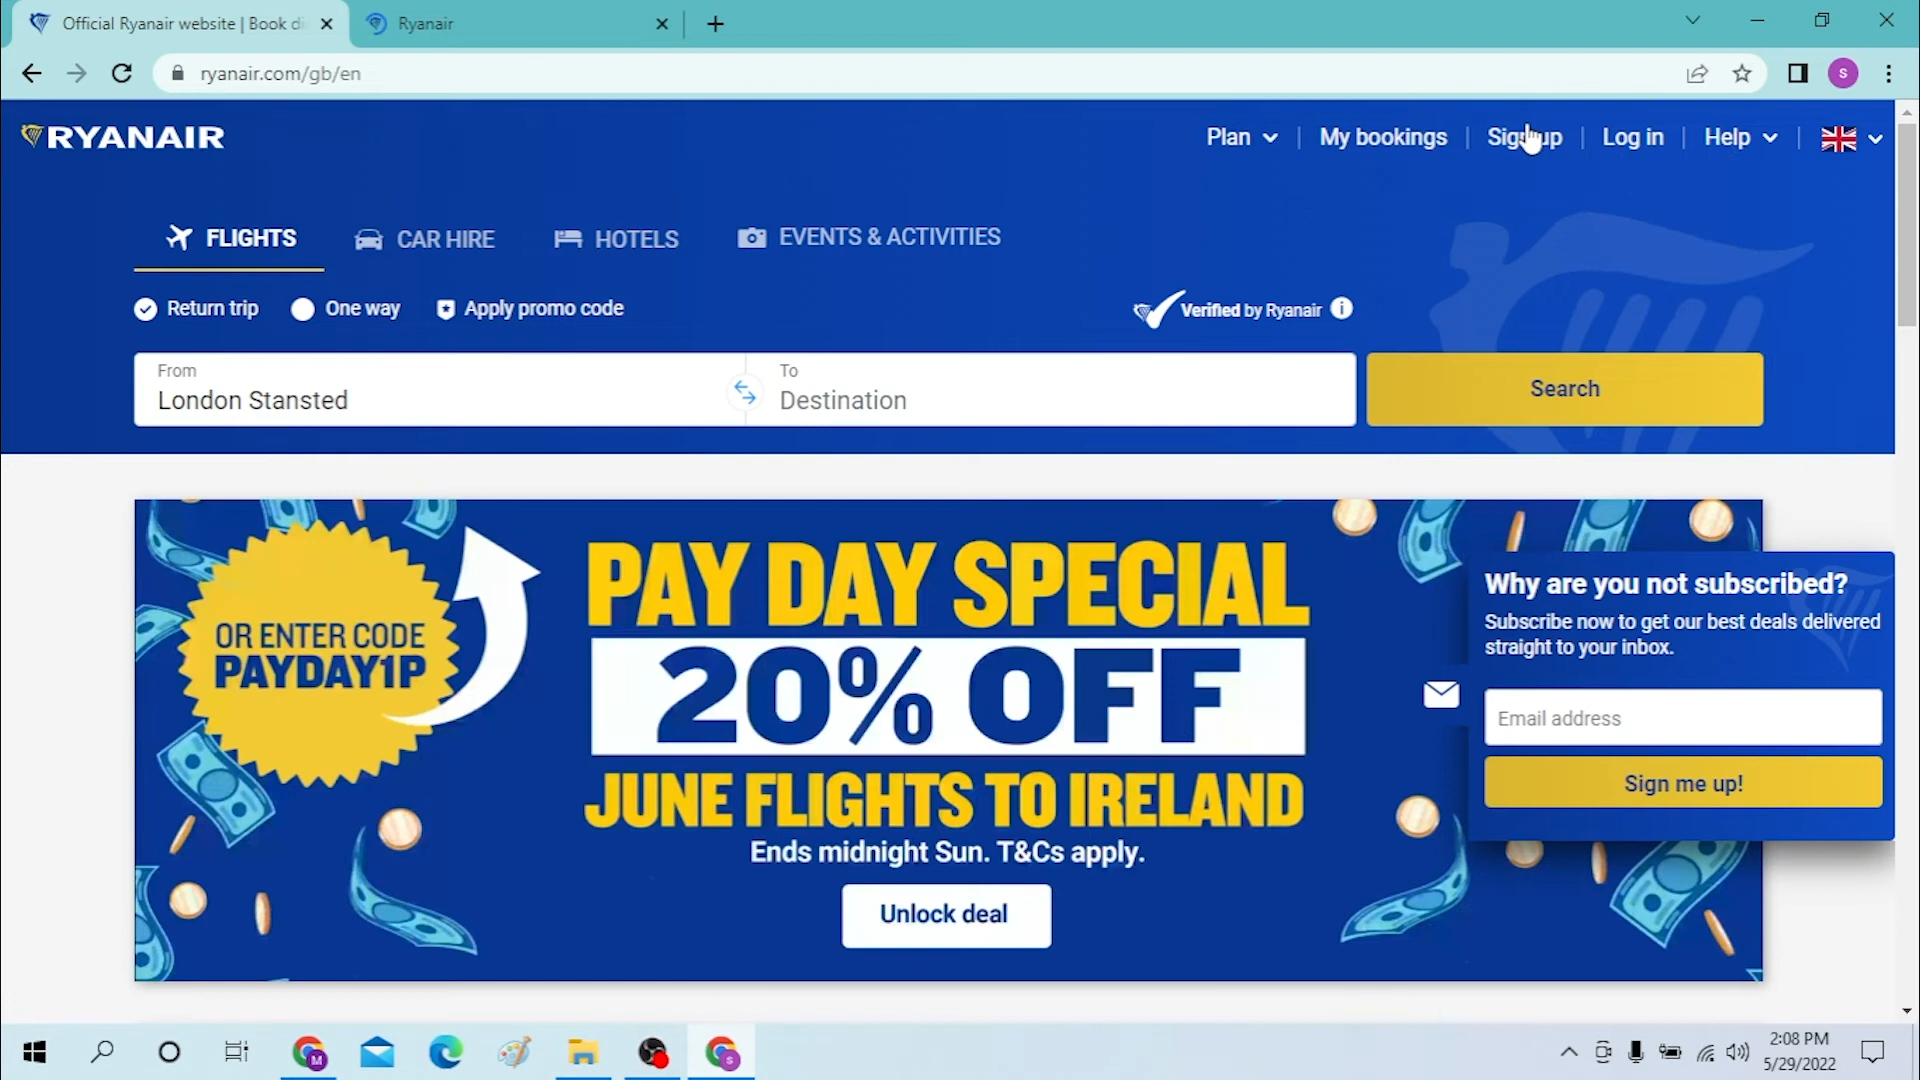 Official Ryanair website | Book di
Ryanair
ryanair.com/gb/en
S
RYANAIR
Plan
My bookings
Sign up
Log in
Help
FLIGHTS
CAR HIRE
HOTELS
EVENTS & ACTIVITIES
Return trip
One way
Apply promo code
Verified by Ryanair
From
London Stansted
To
Destination
Search
OR ENTER CODE
PAYDAY1P
PAY DAY SPECIAL
20% OFF
JUNE FLIGHTS TO IRELAND
Ends midnight Sun. T&Cs apply.
Unlock deal
Why are you not subscribed?
Subscribe now to get our best deals delivered
straight to your inbox.
Email address
Sign me up!
M
S
2:08 PM
5/29/2022